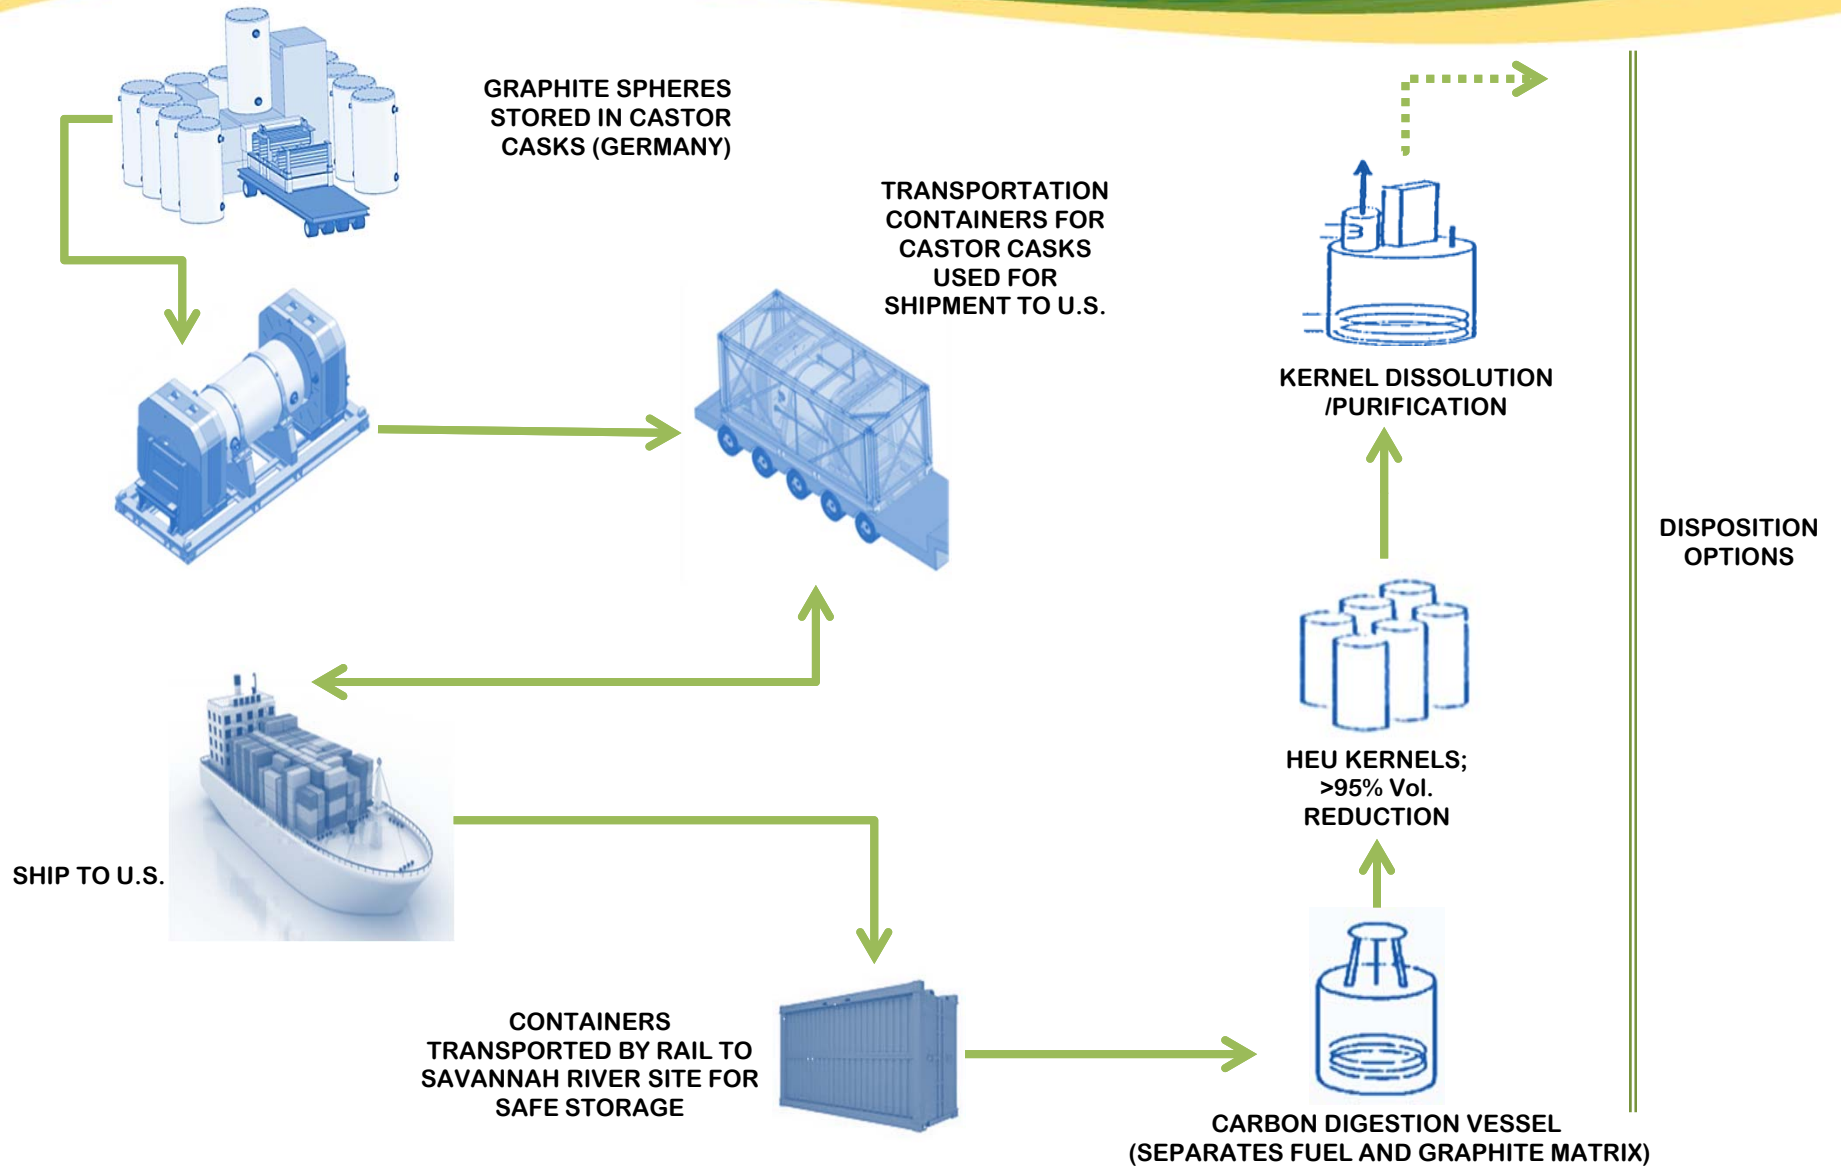 GRAPHITE SPHERES
STORED IN CASTOR
CASKS (GERMANY)
TRANSPORTATION
CONTAINERS FOR
CASTOR CASKS
USED FOR
SHIPMENT TO U.S.
SHIP TO U.S.
CONTAINERS
TRANSPORTED BY RAIL TO
SAVANNAH RIVER SITE FOR
SAFE STORAGE
CARBON DIGESTION VESSEL
(SEPARATES FUEL AND GRAPHITE MATRIX)
HEU KERNELS;
>95% Vol.
REDUCTION
KERNEL DISSOLUTION
/PURIFICATION
DISPOSITION
OPTIONS